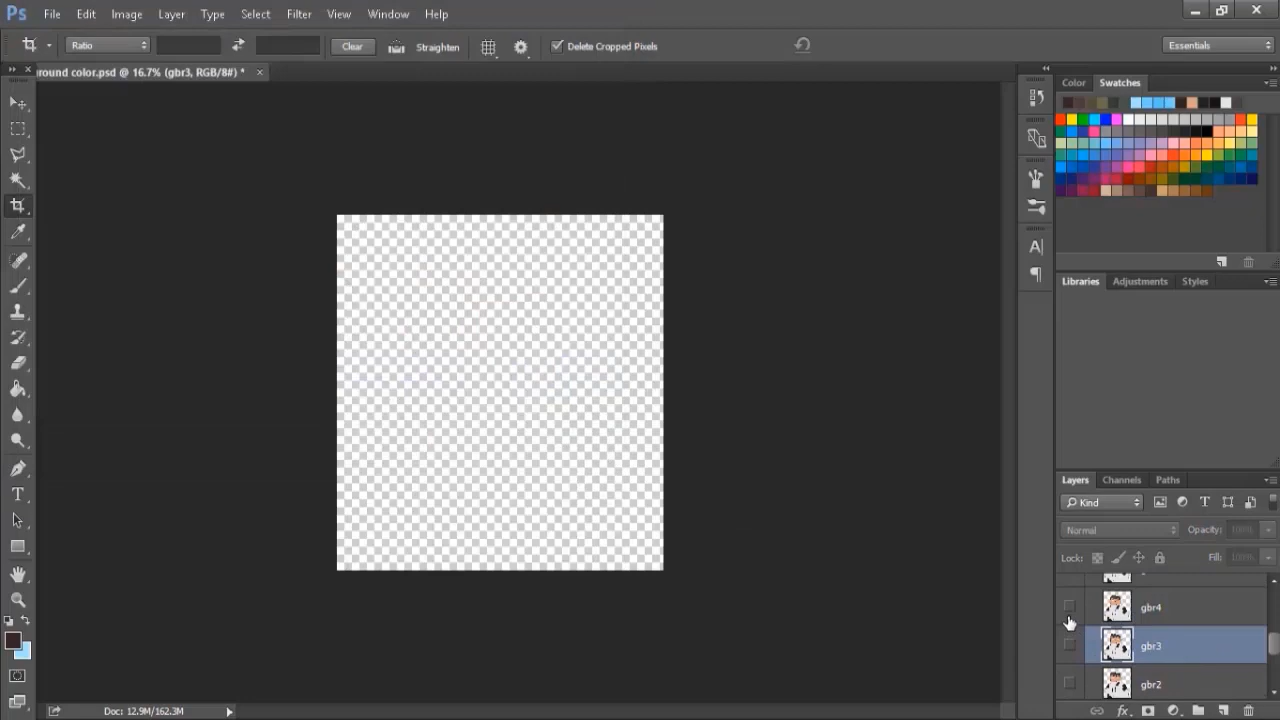 Ps File Edit Image Layer Type Select Filter View Window Help
Ratio Clear Straighten Delete Cropped Pixels Essentials
round color.psd @ 16.7% (gbr3, RGB/8#) * ×
Color Swatches
Libraries Adjustments Styles
Layers Channels Paths
Kind
Normal Opacity: 100%
Lock: Fill: 100%
gbr4
gbr3
gbr2
Doc: 12.9M/162.3M